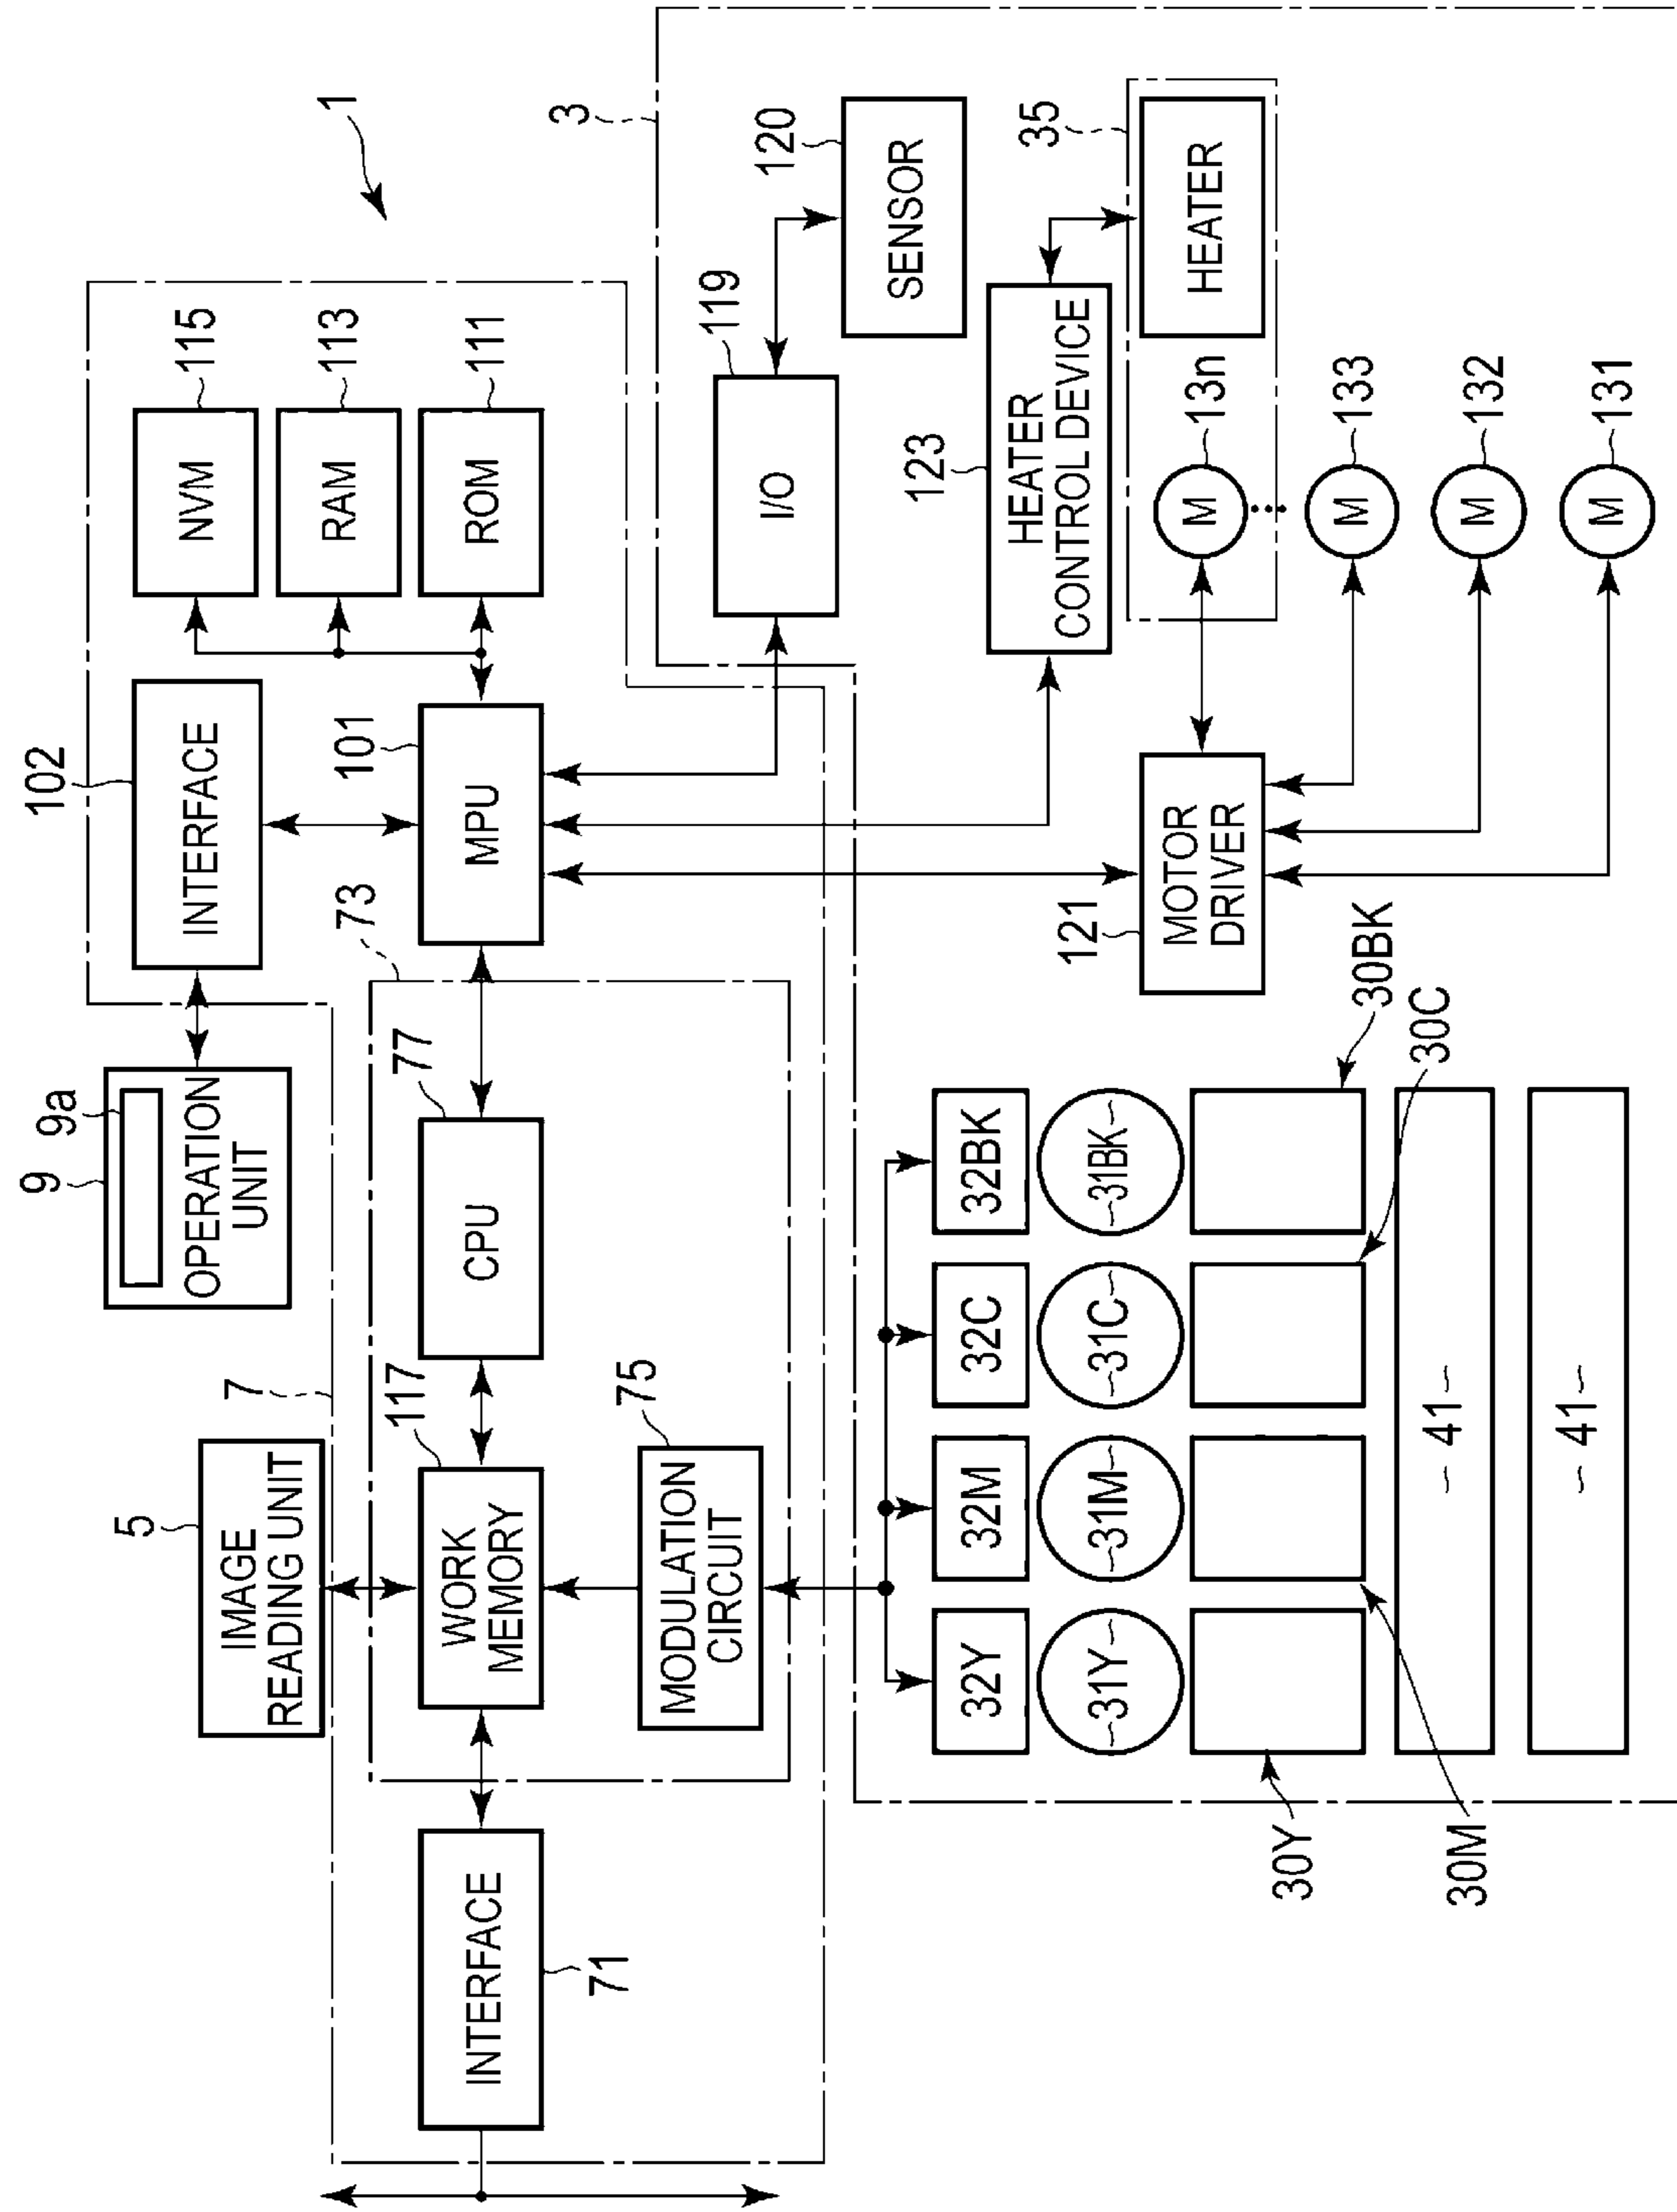 1
102
9
9a
OPERATION
UNIT
INTERFACE
NVM
115
RAM
113
ROM
111
5
IMAGE
READING UNIT
7
73
101
MPU
77
CPU
117
WORK
MEMORY
INTERFACE
71
75
MODULATION
CIRCUIT
3
119
I/O
120
SENSOR
123
HEATER
CONTROL DEVICE
35
HEATER
121
MOTOR
DRIVER
M
13n
M
133
M
132
M
131
32Y
32M
32C
32BK
31Y
31M
31C
31BK
30Y
30M
30C
30BK
41
41